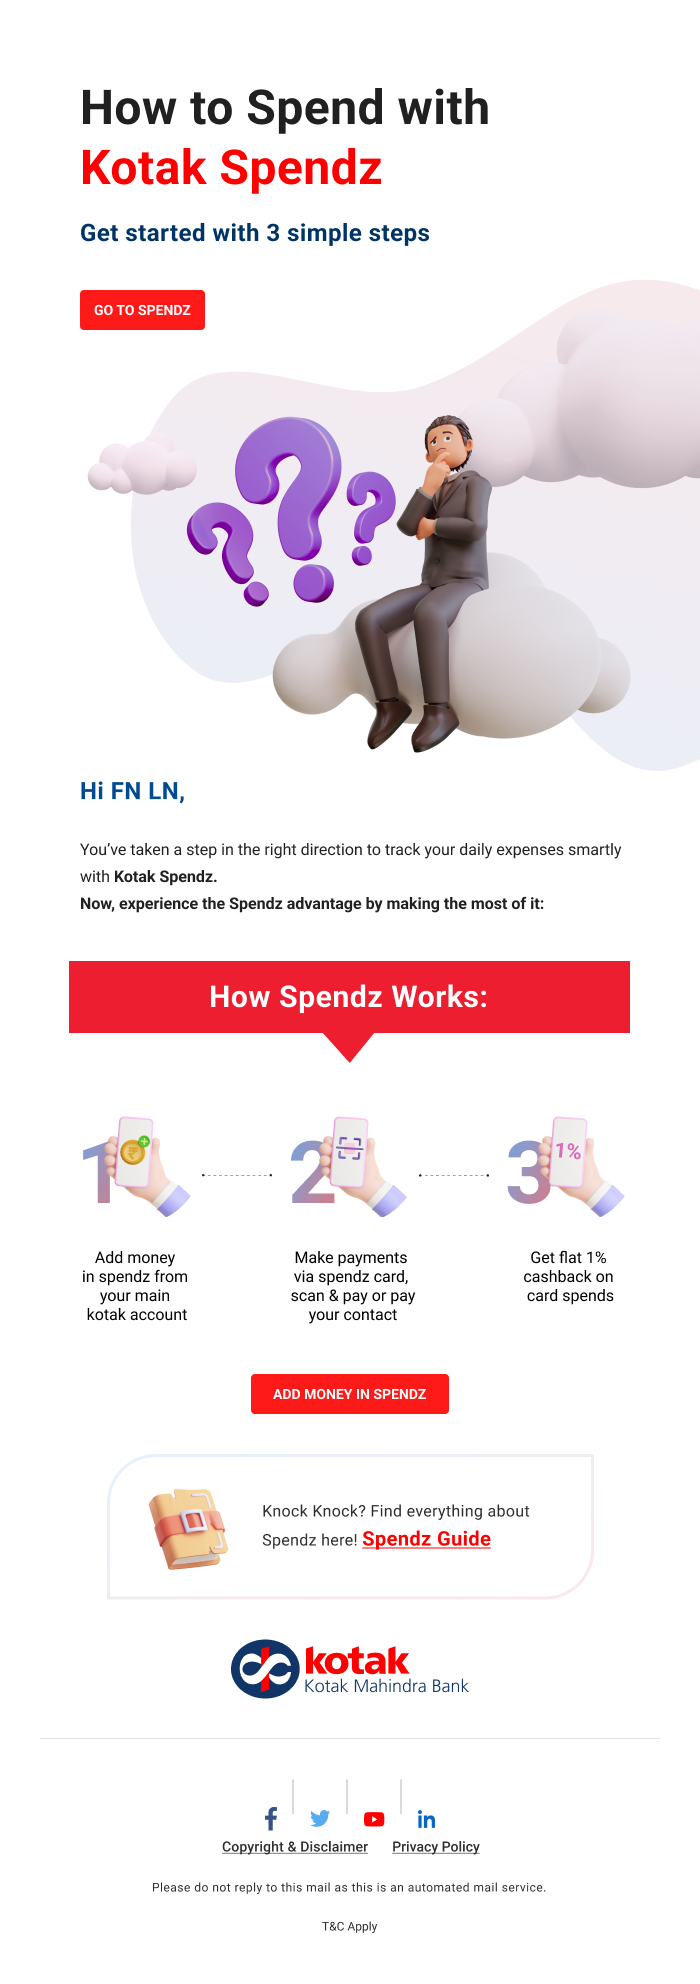 How to Spend with
Kotak Spendz
Get started with 3 simple steps
GO TO SPENDZ
Hi FN LN,
You’ve taken a step in the right direction to track your daily expenses smartly
with Kotak Spendz.
Now, experience the Spendz advantage by making the most of it:
How Spendz Works:
1
Add money
in spendz from
your main
kotak account
2
Make payments
via spendz card,
scan & pay or pay
your contact
3
1%
Get flat 1%
cashback on
card spends
ADD MONEY IN SPENDZ
Knock Knock? Find everything about
Spendz here! Spendz Guide
kotak
Kotak Mahindra Bank
Copyright & Disclaimer Privacy Policy
Please do not reply to this mail as this is an automated mail service.
T&C Apply